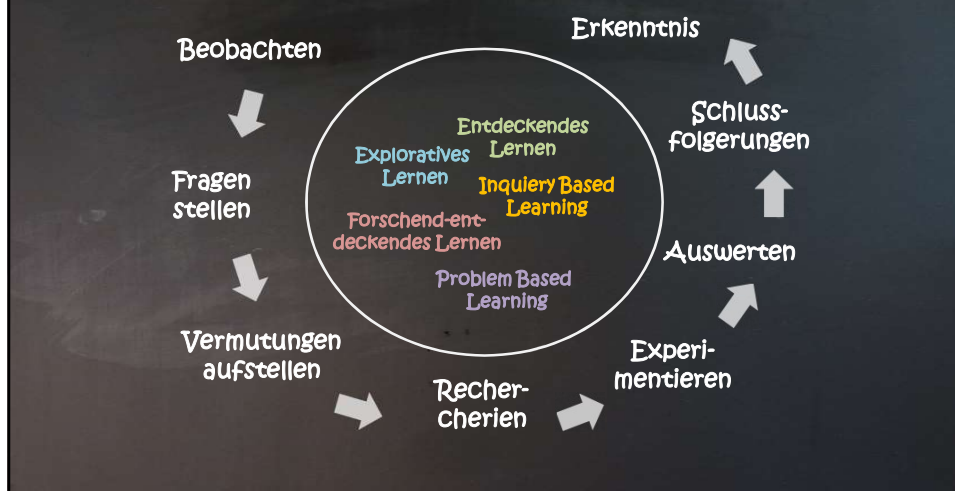 Beobachten
Fragen
stellen
Vermutungen
aufstellen
Recher-
cherien
Experi-
mentieren
Auswerten
Schluss-
folgerungen
Erkenntnis
Entdeckendes
Lernen
Exploratives
Lernen
Inquiery Based
Learning
Forschend-ent-
deckendes Lernen
Problem Based
Learning